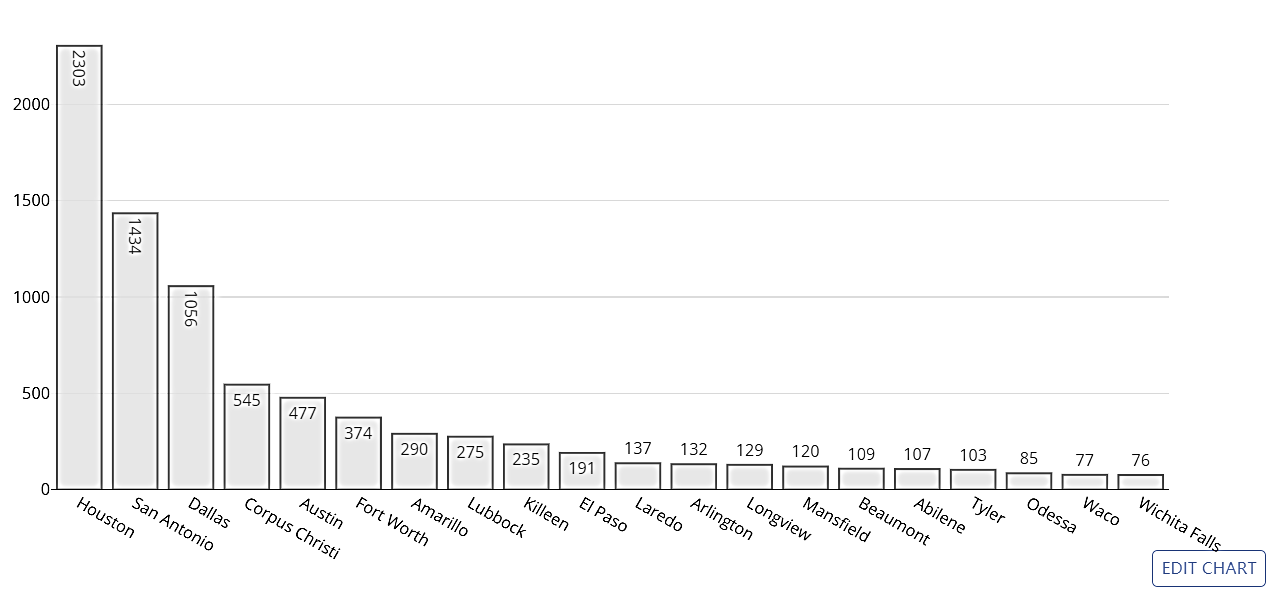 2000
1500
1000
500
0
2303
1434
1056
545
477
374
290
275
235
191
137
132
129
120
109
107
103
85
77
76
Houston
San Antonio
Dallas
Corpus Christi
Austin
Fort Worth
Amarillo
Lubbock
Killeen
El Paso
Laredo
Arlington
Longview
Mansfield
Beaumont
Abilene
Tyler
Odessa
Waco
Wichita Falls
EDIT CHART